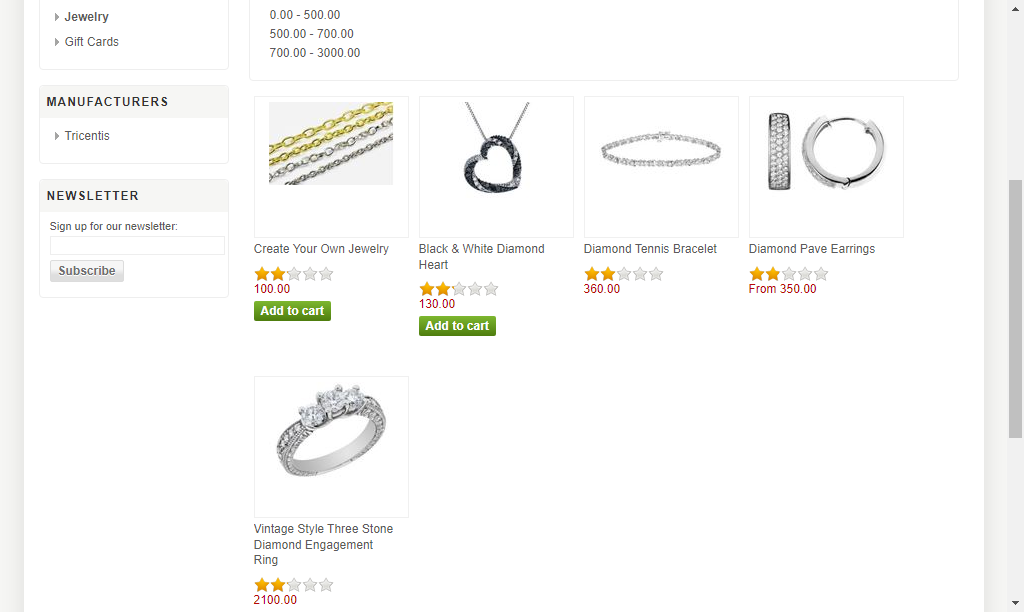 Jewelry
Gift Cards
MANUFACTURERS
Tricentis
NEWSLETTER
Sign up for our newsletter:
Subscribe
0.00 - 500.00
500.00 - 700.00
700.00 - 3000.00
Create Your Own Jewelry
100.00
Add to cart
Black & White Diamond
Heart
130.00
Add to cart
Diamond Tennis Bracelet
360.00
Diamond Pave Earrings
From 350.00
Vintage Style Three Stone
Diamond Engagement
Ring
2100.00